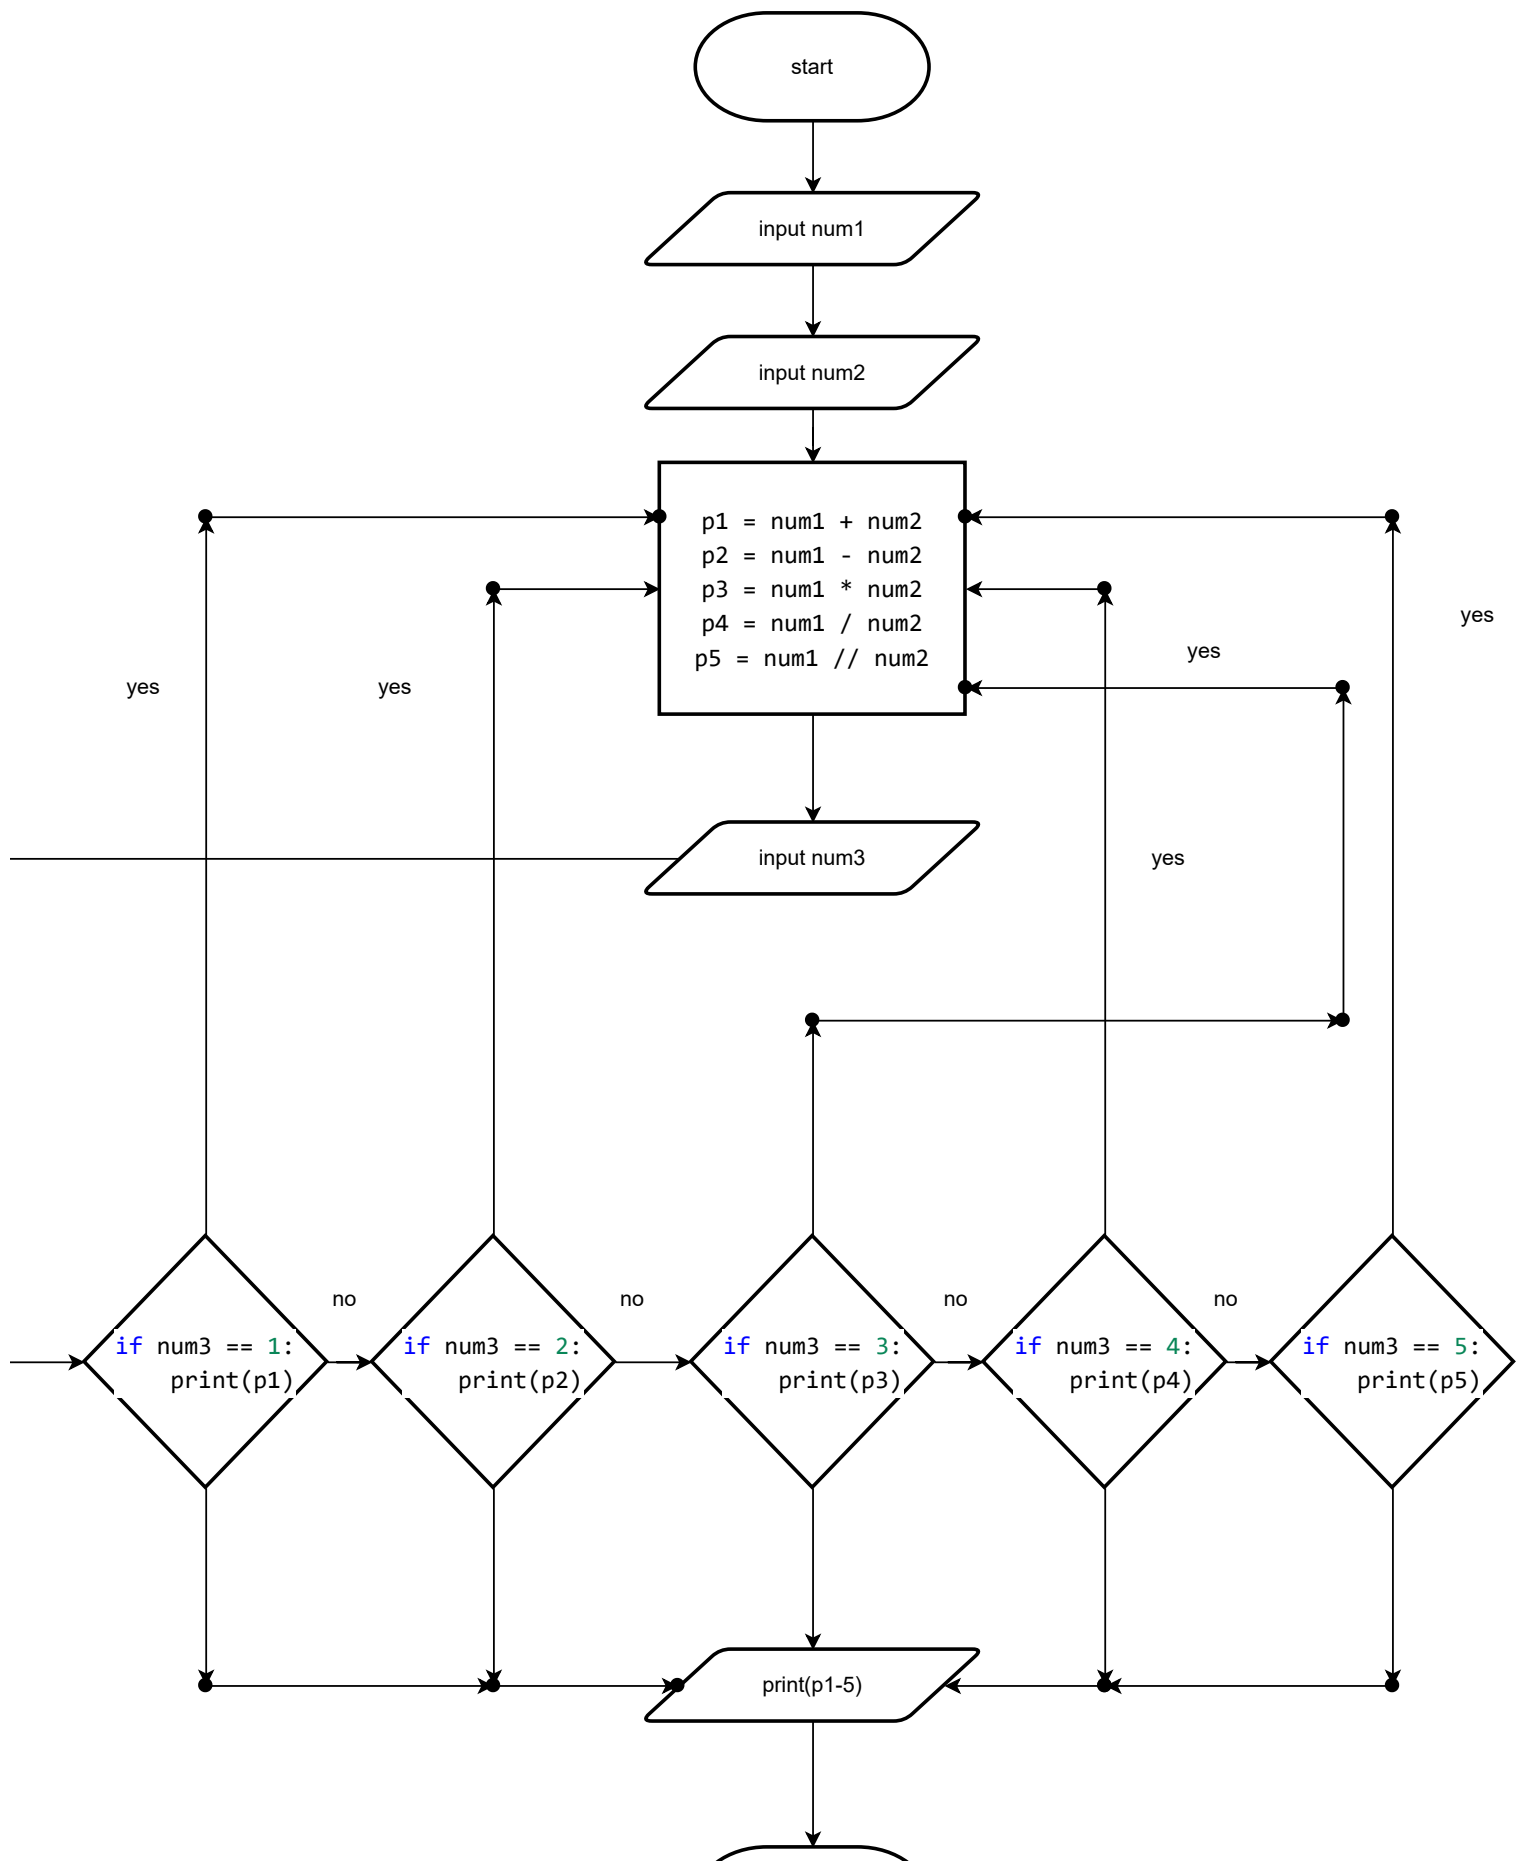 start
input num1
input num2
p1 = num1 + num2
p2 = num1 - num2
p3 = num1 * num2
p4 = num1 / num2
p5 = num1 // num2
yes
yes
yes
yes
input num3
yes
no
no
no
no
if num3 == 1:
print(p1)
if num3 == 2:
print(p2)
if num3 == 3:
print(p3)
if num3 == 4:
print(p4)
if num3 == 5:
print(p5)
print(p1-5)